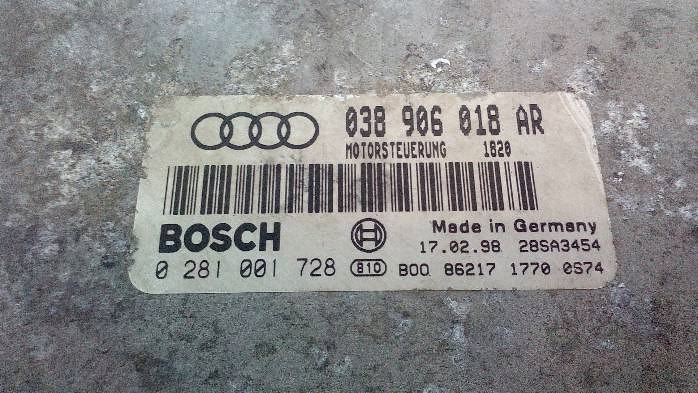 038 906 018 AR
MOTORSTEUERUNG 1820
BOSCH
Made in Germany
17.02.98 28SA3454
0 281 001 728 810 B00 86217 1770 0S74